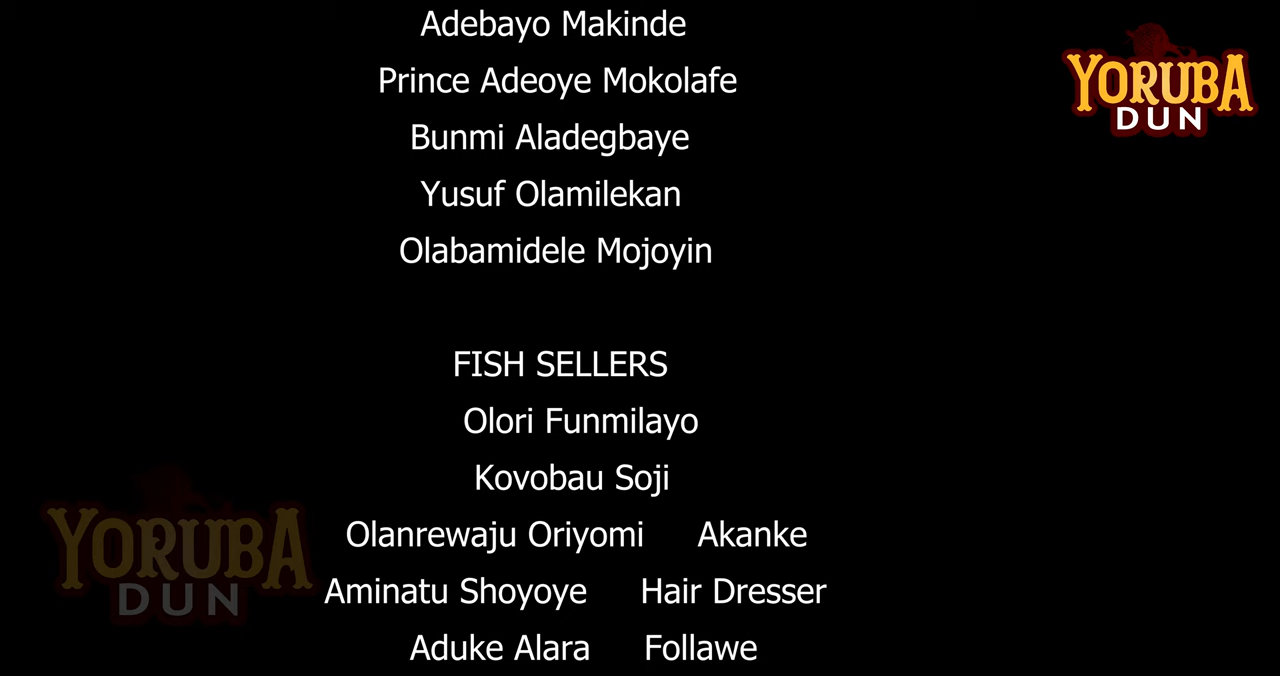 Adebayo Makinde
Prince Adeoye Mokolafe
Bunmi Aladegbaye
Yusuf Olamilekan
Olabamidele Mojoyin
FISH SELLERS
Olori Funmilayo
Kovobau Soji
Olanrewaju Oriyomi Akanke
Aminatu Shoyoye Hair Dresser
Aduke Alara Follawe
YORUBA
DUN
YORUBA
DUN